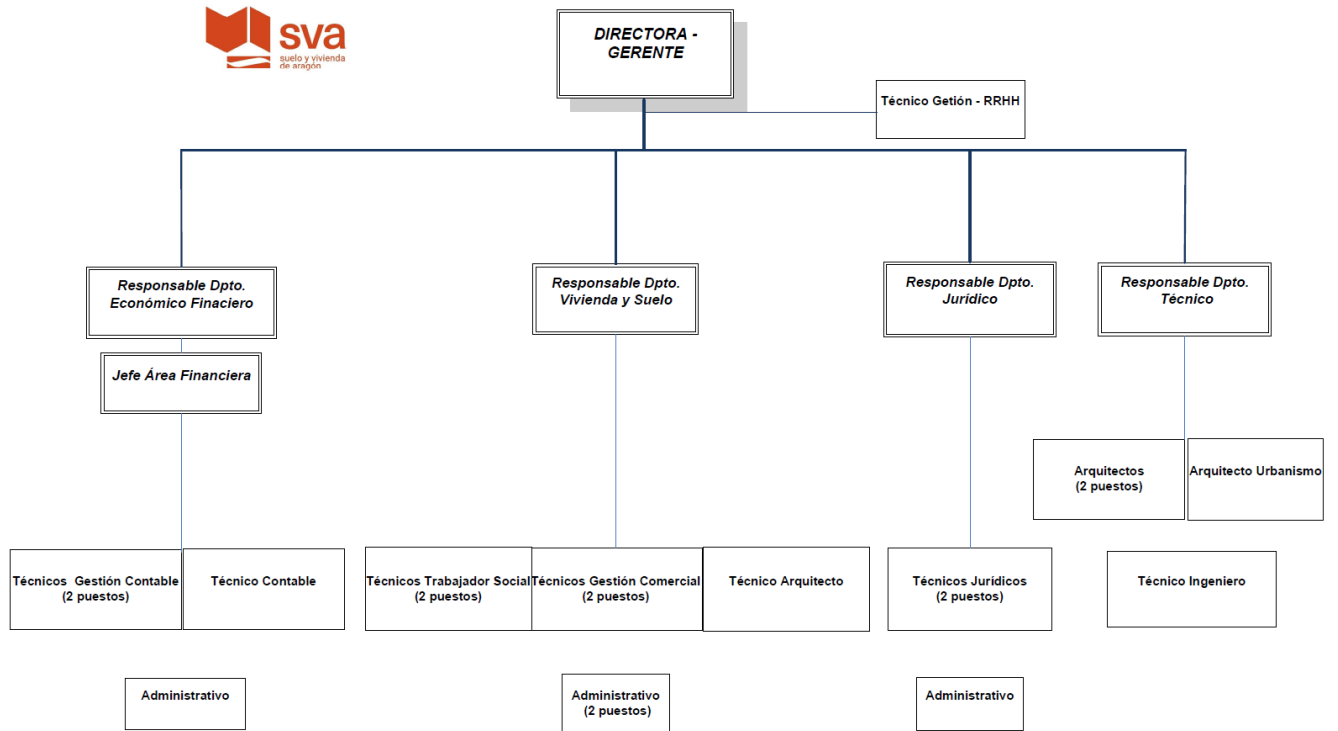 sva
suelo y vivienda
de aragón
DIRECTORA -
GERENTE
Técnico Getión - RRHH
Responsable Dpto.
Económico Finaciero
Responsable Dpto.
Vivienda y Suelo
Responsable Dpto.
Jurídico
Responsable Dpto.
Técnico
Jefe Área Financiera
Arquitectos
(2 puestos)
Arquitecto Urbanismo
Técnicos Gestión Contable
(2 puestos)
Técnico Contable
Técnicos Trabajador Social
(2 puestos)
Técnicos Gestión Comercial
(2 puestos)
Técnico Arquitecto
Técnicos Jurídicos
(2 puestos)
Técnico Ingeniero
Administrativo
Administrativo
(2 puestos)
Administrativo